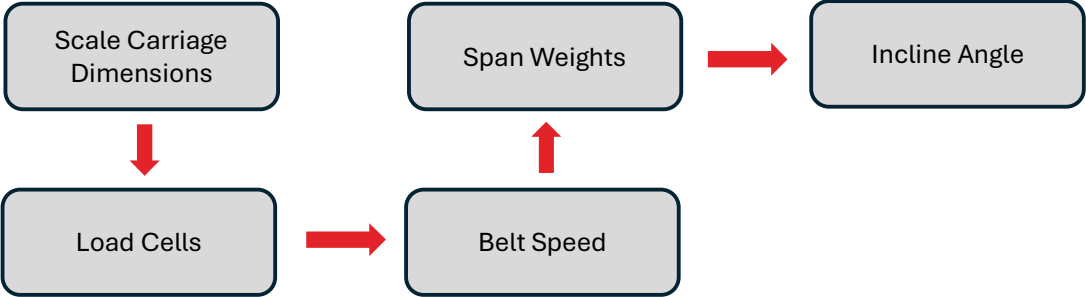 Scale Carriage
Dimensions
Load Cells
Belt Speed
Span Weights
Incline Angle